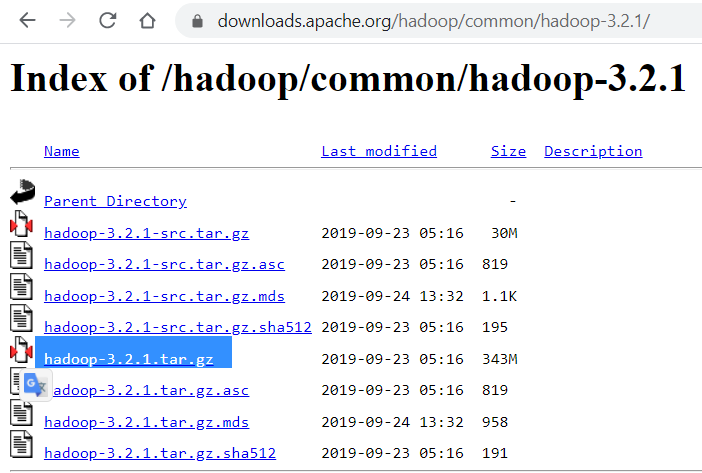 downloads.apache.org/hadoop/common/hadoop-3.2.1/
Index of /hadoop/common/hadoop-3.2.1
Name Last modified Size Description
Parent Directory -
hadoop-3.2.1-src.tar.gz 2019-09-23 05:16 30M
hadoop-3.2.1-src.tar.gz.asc 2019-09-23 05:16 819
hadoop-3.2.1-src.tar.gz.mds 2019-09-24 13:32 1.1K
hadoop-3.2.1-src.tar.gz.sha512 2019-09-23 05:16 195
hadoop-3.2.1.tar.gz 2019-09-23 05:16 343M
hadoop-3.2.1.tar.gz.asc 2019-09-23 05:16 819
hadoop-3.2.1.tar.gz.mds 2019-09-24 13:32 958
hadoop-3.2.1.tar.gz.sha512 2019-09-23 05:16 191